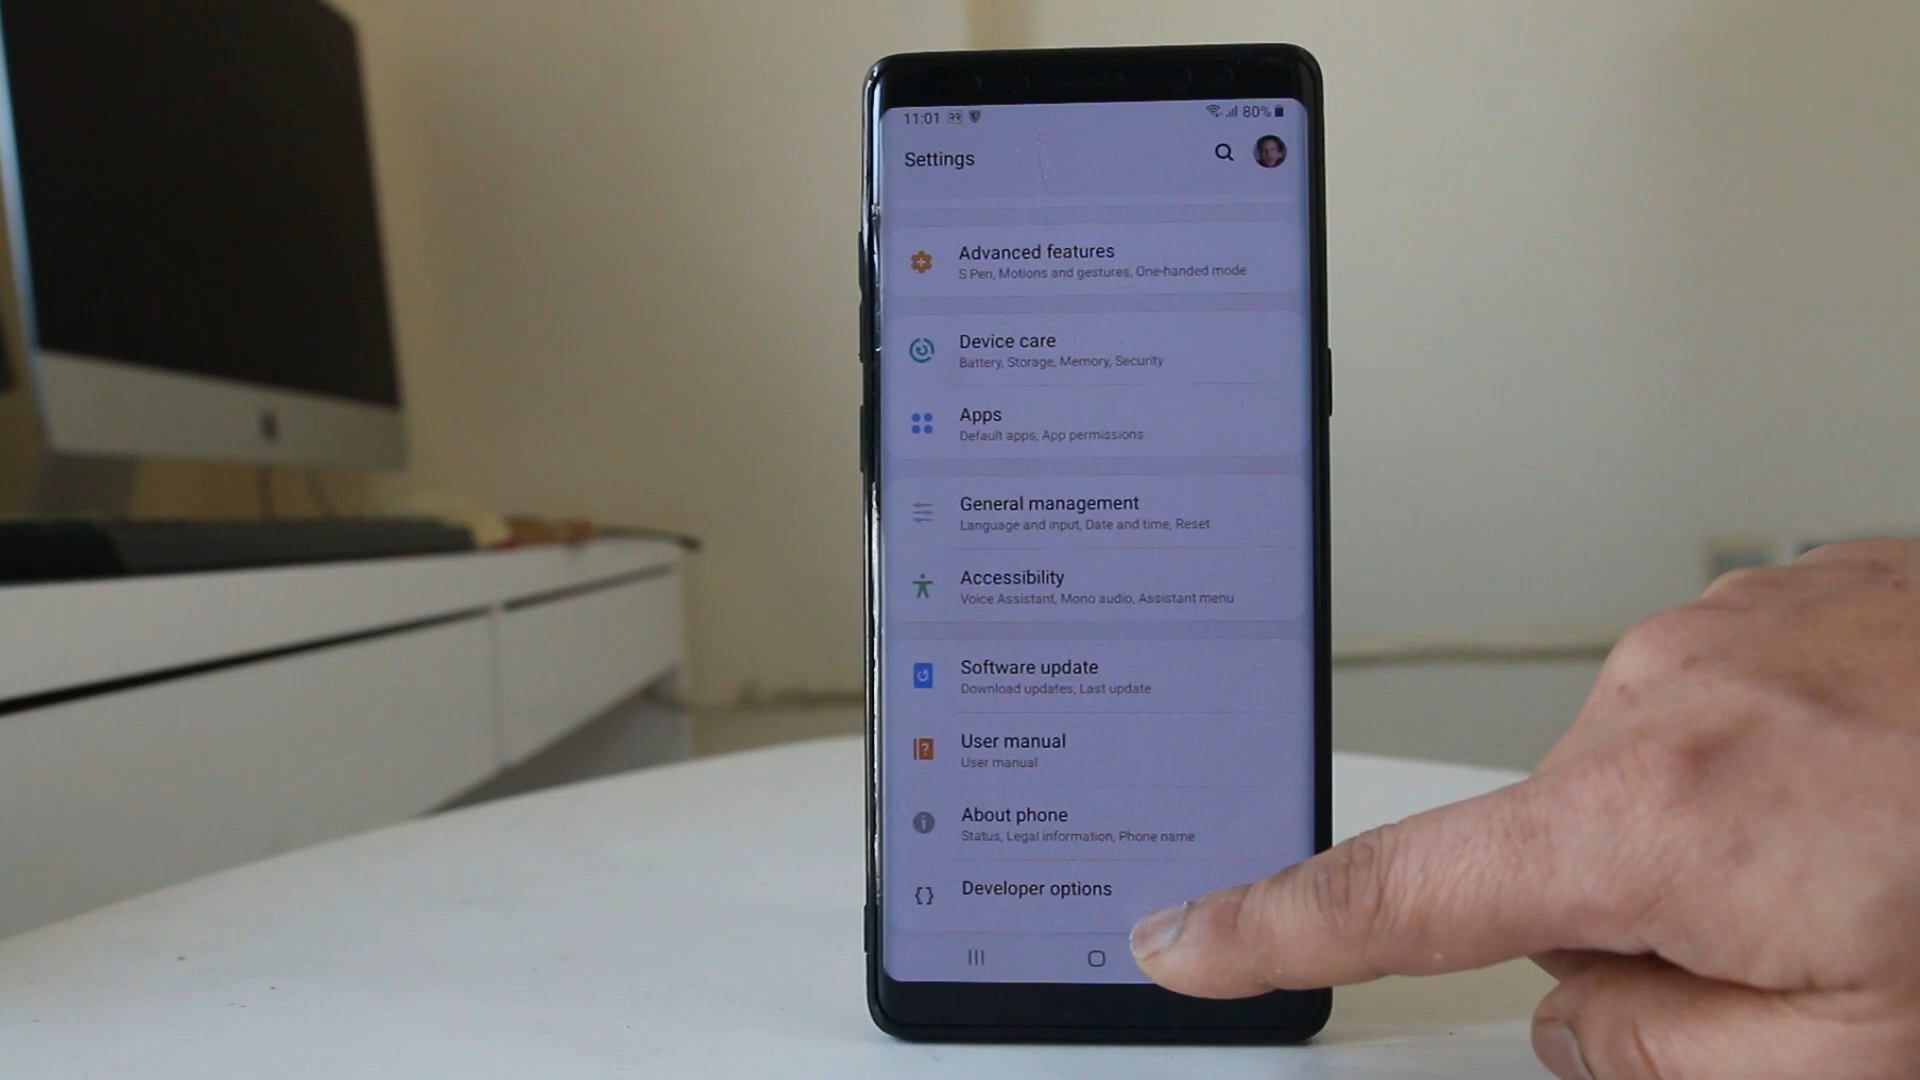 11:01
80%
Settings
Advanced features
S Pen, Motions and gestures, One-handed mode
Device care
Battery, Storage, Memory, Security
Apps
Default apps, App permissions
General management
Language and input, Date and time, Reset
Accessibility
Voice Assistant, Mono audio, Assistant menu
Software update
Download updates, Last update
User manual
User manual
About phone
Status, Legal information, Phone name
Developer options